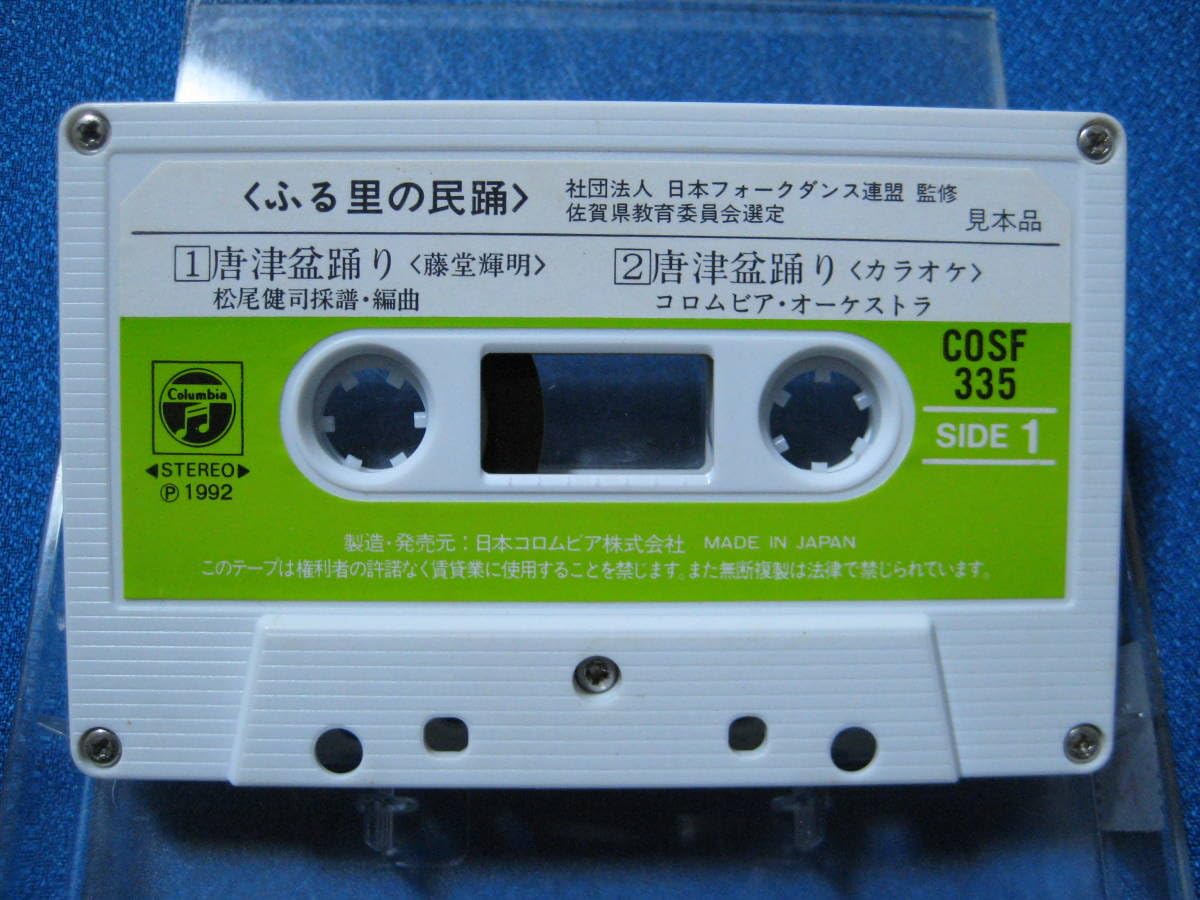 〈ふる里の民踊〉
社団法人 日本フォークダンス連盟 監修
佐賀県教育委員会選定
見本品
1 唐津盆踊り〈藤堂輝明〉
松尾健司採譜・編曲
2 唐津盆踊り〈カラオケ〉
コロムビア・オーケストラ
Columbia
◀STEREO▶
Ⓟ 1992
COSF
335
SIDE 1
製造・発売元：日本コロムビア株式会社 MADE IN JAPAN
このテープは権利者の許諾なく賃貸業に使用することを禁じます。また無断複製は法律で禁じられています。